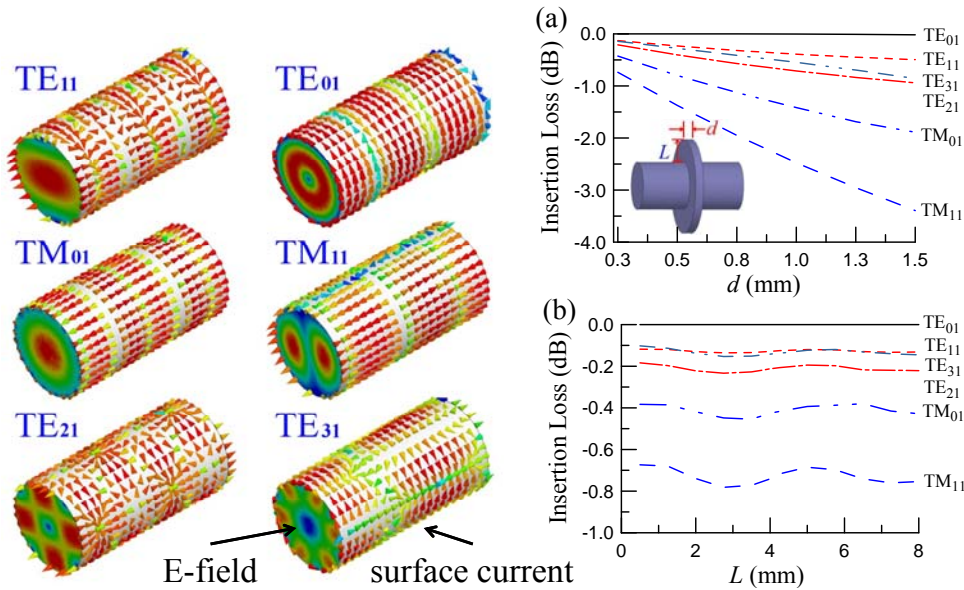 TE11
TE01
TM01
TM11
TE21
TE31
E-field
surface current
(a)
Insertion Loss (dB)
0.0
-1.0
-2.0
-3.0
-4.0
0.3
0.5
0.8
1.0
1.3
1.5
d (mm)
d
L
TE01
TE11
TE31
TE21
TM01
TM11
(b)
Insertion Loss (dB)
0.0
-0.2
-0.4
-0.6
-0.8
-1.0
0
2
4
6
8
L (mm)
TE01
TE11
TE31
TE21
TM01
TM11